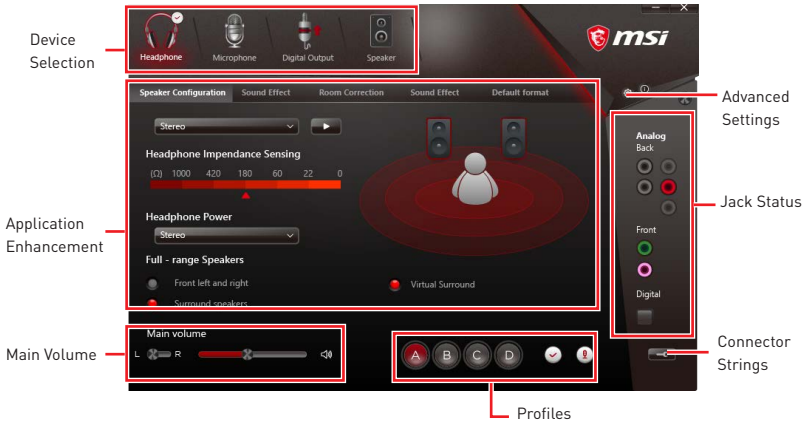 Device
Selection
Headphone
Microphone
Digital Output
Speaker
msi
Speaker Configuration
Sound Effect
Room Correction
Sound Effect
Default format
Advanced
Settings
Stereo
Headphone Impendance Sensing
(Ω) 1000 420 180 60 22 0
Headphone Power
Stereo
Full - range Speakers
Front left and right
Virtual Surround
Surround speakers
Analog
Back
Front
Digital
Jack Status
Application
Enhancement
Main volume
L R
Main Volume
A B C D
Connector
Strings
Profiles